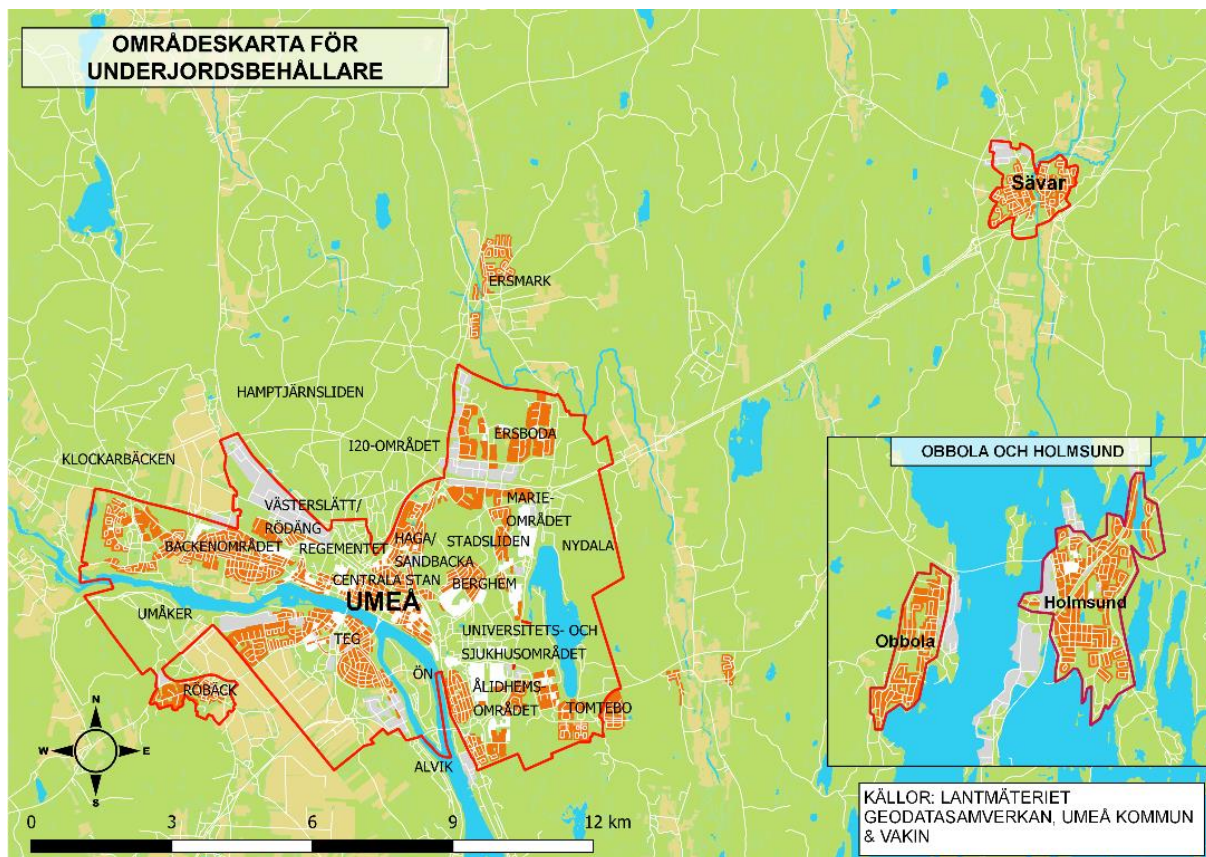 OMRÅDESKARTA FÖR
UNDERJORDSBEHÅLLARE
Sävar
ERSMARK
HAMPTJÄRNSLIDEN
I20-OMRÅDET
ERSBODA
KLOCKARBÄCKEN
VÄSTERSLÄTT/
RÖDÄNG
MARIE-
OMRÅDET
BACKENOMRÅDET
REGEMENTET
HAGA/
SANDBACKA
STADSLIDEN
NYDALA
CENTRALA STAN
BERGHEM
UMEÅ
UMÅKER
TEG
UNIVERSITETS- OCH
SJUKHUSOMRÅDET
ÖN
RÖBÄCK
ÅLIDHEMS-
OMRÅDET
TOMTEBO
ALVIK
OBBOLA OCH HOLMSUND
Holmsund
Obbola
N
W
E
S
0 3 6 9 12 km
KÄLLOR: LANTMÄTERIET
GEODATASAMVERKAN, UMEÅ KOMMUN
& VAKIN